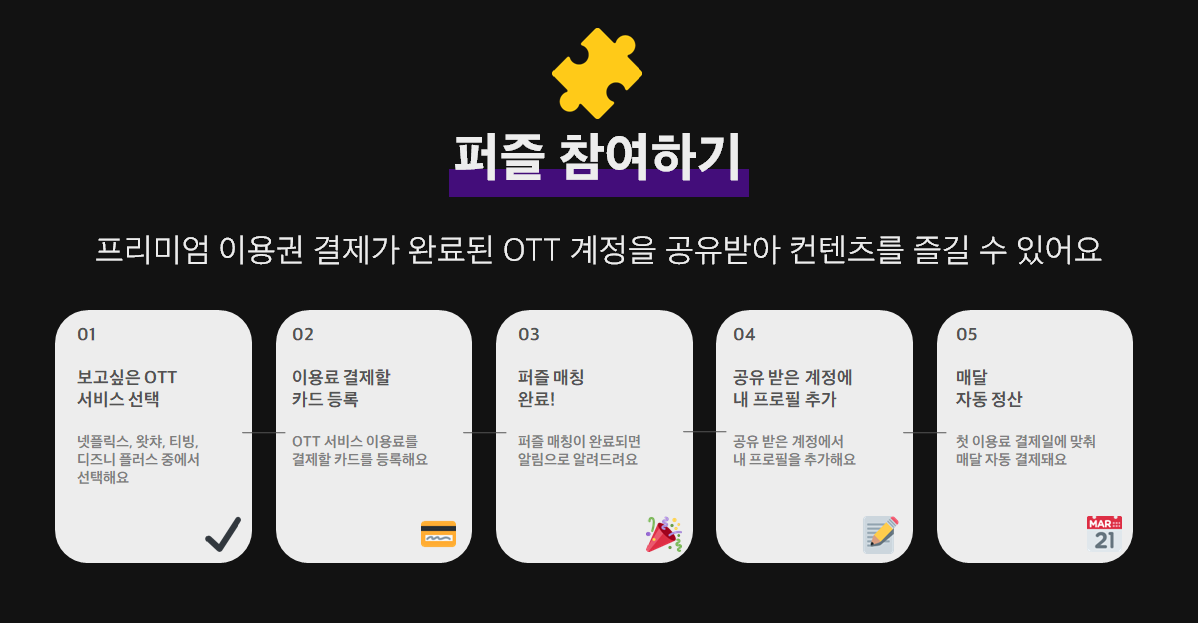 퍼즐 참여하기
프리미엄 이용권 결제가 완료된 OTT 계정을 공유받아 컨텐츠를 즐길 수 있어요
01
보고싶은 OTT
서비스 선택
넷플릭스, 왓챠, 티빙,
디즈니 플러스 중에서
선택해요
02
이용료 결제할
카드 등록
OTT 서비스 이용료를
결제할 카드를 등록해요
03
퍼즐 매칭
완료!
퍼즐 매칭이 완료되면
알림으로 알려드려요
04
공유 받은 계정에
내 프로필 추가
공유 받은 계정에서
내 프로필을 추가해요
05
매달
자동 정산
첫 이용료 결제일에 맞춰
매달 자동 결제돼요
MAR
21